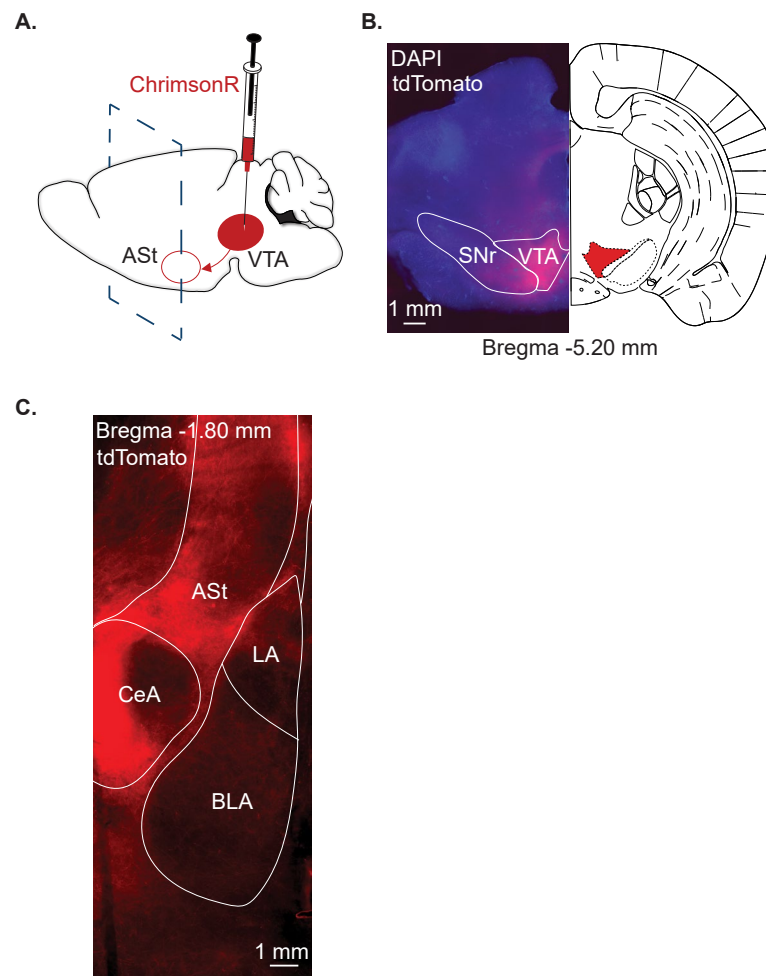 A.
ChrimsonR
ASt
VTA
B.
DAPI
tdTomato
SNr
VTA
1 mm
Bregma -5.20 mm
C.
Bregma -1.80 mm
tdTomato
ASt
LA
CeA
BLA
1 mm